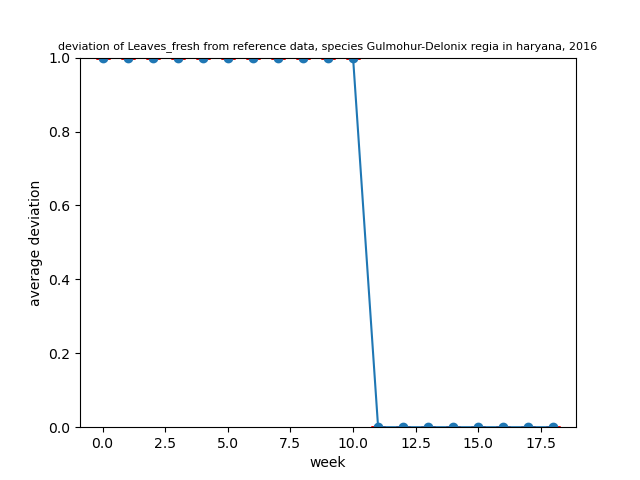 deviation of Leaves_fresh from reference data, species Gulmohur-Delonix regia in haryana, 2016
1.0
0.8
0.6
0.4
0.2
0.0
average deviation
0.0 2.5 5.0 7.5 10.0 12.5 15.0 17.5
week